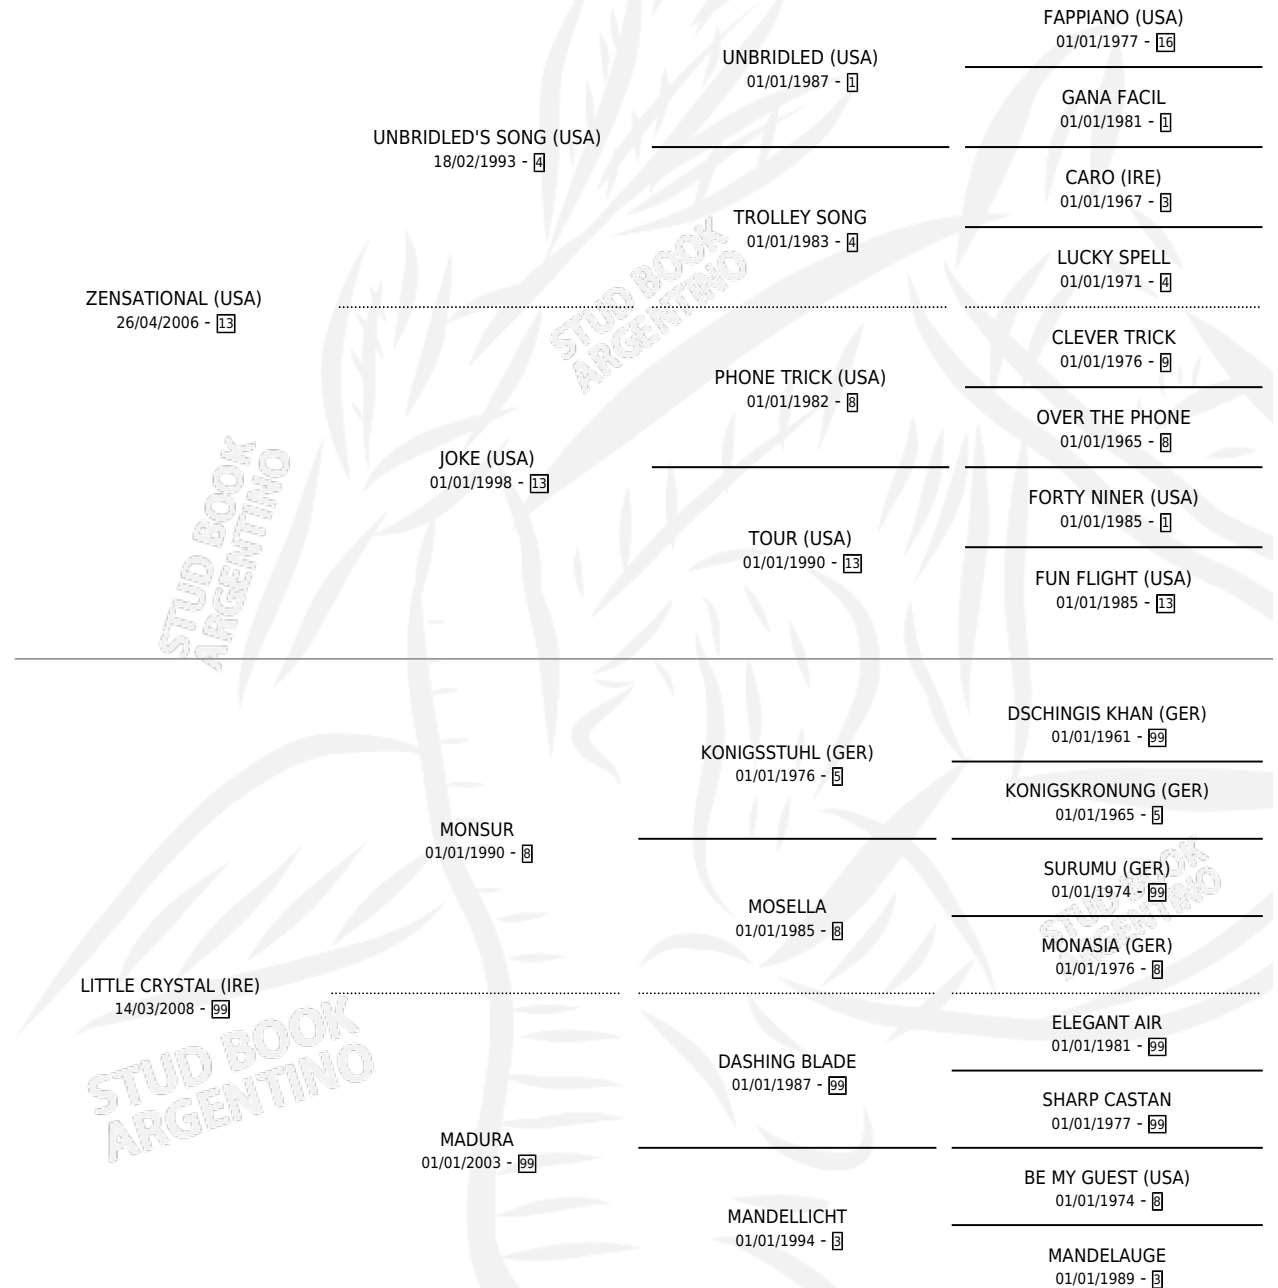 FAPPIANO (USA)
01/01/1977 - 16
UNBRIDLED (USA)
01/01/1987 - 1
GANA FACIL
01/01/1981 - 1
UNBRIDLED'S SONG (USA)
18/02/1993 - 4
CARO (IRE)
01/01/1967 - 3
TROLLEY SONG
01/01/1983 - 4
LUCKY SPELL
01/01/1971 - 4
ZENSATIONAL (USA)
26/04/2006 - 13
STUD BOOK
ARGENTINO
CLEVER TRICK
01/01/1976 - 9
PHONE TRICK (USA)
01/01/1982 - 8
OVER THE PHONE
01/01/1965 - 8
JOKE (USA)
01/01/1998 - 13
FORTY NINER (USA)
01/01/1985 - 1
TOUR (USA)
01/01/1990 - 13
FUN FLIGHT (USA)
01/01/1985 - 13
STUD BOOK
ARGENTINO
DSCHINGIS KHAN (GER)
01/01/1961 - 99
KONIGSSTUHL (GER)
01/01/1976 - 5
KONIGSKRONUNG (GER)
01/01/1965 - 5
MONSUR
01/01/1990 - 8
SURUMU (GER)
01/01/1974 - 99
MOSELLA
01/01/1985 - 8
MONASIA (GER)
01/01/1976 - 8
STUD BOOK
ARGENTINO
LITTLE CRYSTAL (IRE)
14/03/2008 - 99
STUD BOOK
ARGENTINO
ELEGANT AIR
01/01/1981 - 99
DASHING BLADE
01/01/1987 - 99
SHARP CASTAN
01/01/1977 - 99
MADURA
01/01/2003 - 99
BE MY GUEST (USA)
01/01/1974 - 8
MANDELLICHT
01/01/1994 - 3
MANDELAUGE
01/01/1989 - 3